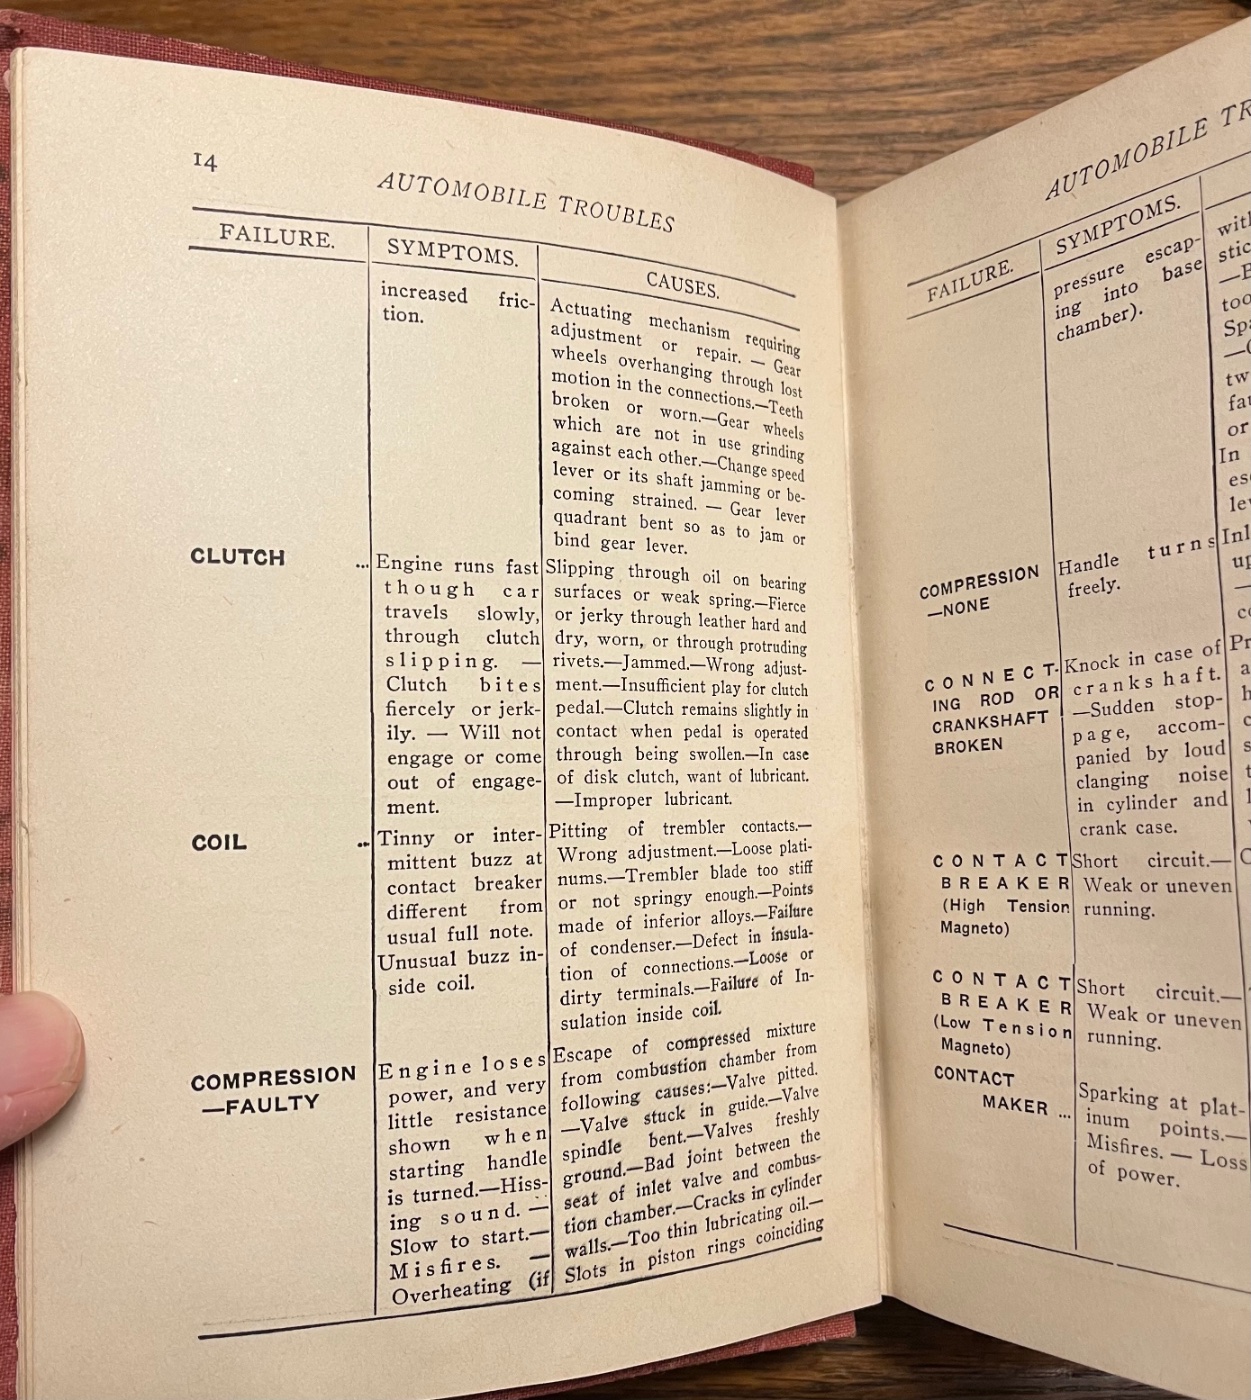 14
AUTOMOBILE TROUBLES
FAILURE.
SYMPTOMS.
CAUSES.
increased fric-
tion.
Actuating mechanism requiring
adjustment or repair. — Gear
wheels overhanging through lost
motion in the connections.—Teeth
broken or worn.—Gear wheels
which are not in use grinding
against each other.—Change speed
lever or its shaft jamming or be-
coming strained. — Gear lever
quadrant bent so as to jam or
bind gear lever.
CLUTCH ...
Engine runs fast
though car
travels slowly,
through clutch
slipping. —
Clutch bites
fiercely or jerk-
ily. — Will not
engage or come
out of engage-
ment.
Slipping through oil on bearing
surfaces or weak spring.—Fierce
or jerky through leather hard and
dry, worn, or through protruding
rivets.—Jammed.—Wrong adjust-
ment.—Insufficient play for clutch
pedal.—Clutch remains slightly in
contact when pedal is operated
through being swollen.—In case
of disk clutch, want of lubricant.
—Improper lubricant.
COIL ..
Tinny or inter-
mittent buzz at
contact breaker
different from
usual full note.
Unusual buzz in-
side coil.
Pitting of trembler contacts.—
Wrong adjustment.—Loose plati-
nums.—Trembler blade too stiff
or not springy enough.—Points
made of inferior alloys.—Failure
of condenser.—Defect in insula-
tion of connections.—Loose or
dirty terminals.—Failure of In-
sulation inside coil.
COMPRESSION
—FAULTY
Engine loses
power, and very
little resistance
shown when
starting handle
is turned.—Hiss-
ing sound. —
Slow to start.—
Misfires. —
Overheating (if
Escape of compressed mixture
from combustion chamber from
following causes:—Valve pitted.
—Valve stuck in guide.—Valve
spindle bent.—Valves freshly
ground.—Bad joint between the
seat of inlet valve and combus-
tion chamber.—Cracks in cylinder
walls.—Too thin lubricating oil.—
Slots in piston rings coinciding
AUTOMOBILE TR
FAILURE.
SYMPTOMS.
pressure escap-
ing into base
chamber).
COMPRESSION
—NONE
Handle turns
freely.
CONNECT-
ING ROD OR
CRANKSHAFT
BROKEN
Knock in case of
crankshaft.
—Sudden stop-
page, accom-
panied by loud
clanging noise
in cylinder and
crank case.
CONTACT
BREAKER
(High Tension
Magneto)
Short circuit.—
Weak or uneven
running.
CONTACT
BREAKER
(Low Tension
Magneto)
Short circuit.—
Weak or uneven
running.
CONTACT
MAKER ...
Sparking at plat-
inum points.—
Misfires. — Loss
of power.